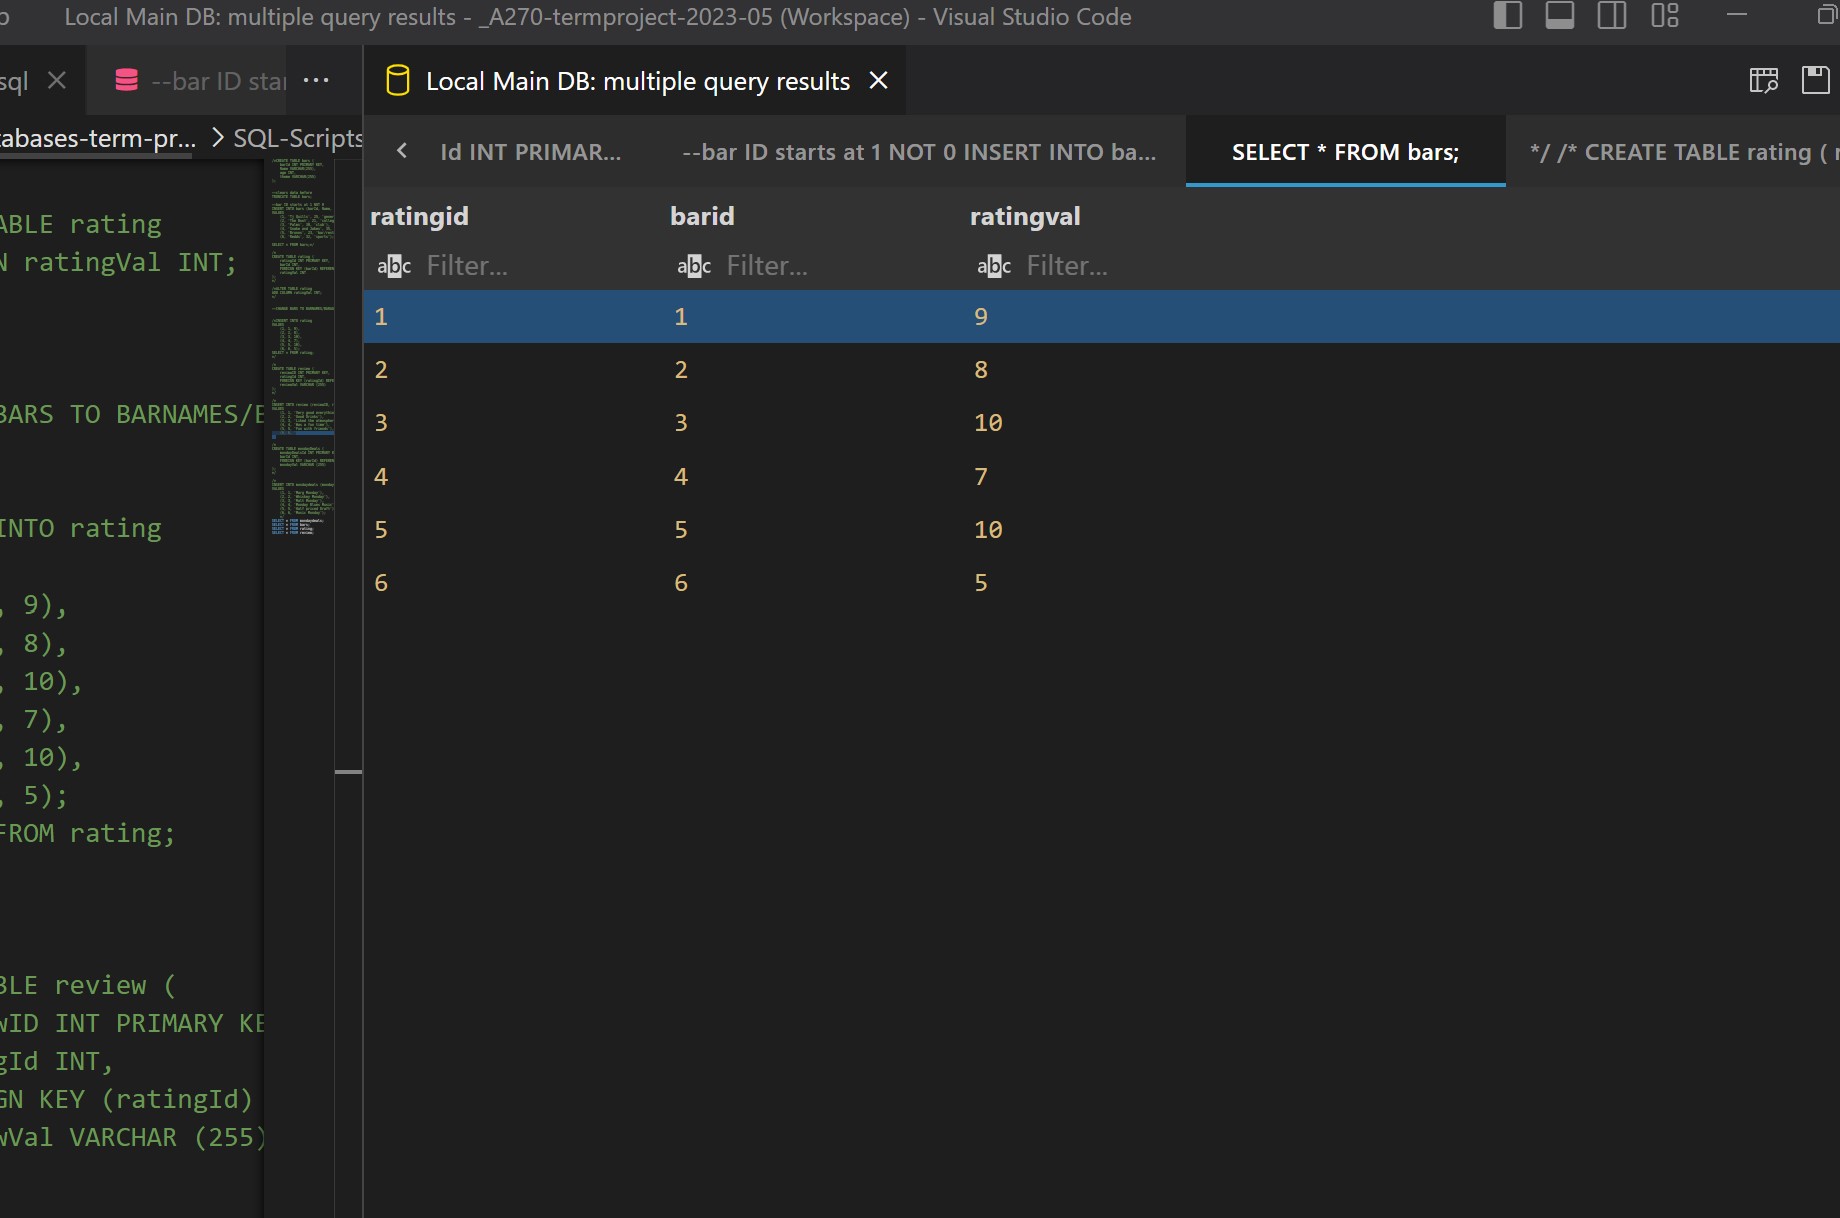 Local Main DB: multiple query results - _A270-termproject-2023-05 (Workspace) - Visual Studio Code
sql
--bar ID star
Local Main DB: multiple query results
tabases-term-pr... > SQL-Scripts
Id INT PRIMAR...
--bar ID starts at 1 NOT 0 INSERT INTO ba...
SELECT * FROM bars;
*/ /* CREATE TABLE rating ( r
ABLE rating
N ratingVal INT;
BARS TO BARNAMES/B
INTO rating
, 9),
, 8),
, 10),
, 7),
, 10),
, 5);
FROM rating;
BLE review (
wID INT PRIMARY KE
gId INT,
GN KEY (ratingId)
wVal VARCHAR (255)
ratingid barid ratingval
abc Filter... abc Filter... abc Filter...
1 1 9
2 2 8
3 3 10
4 4 7
5 5 10
6 6 5